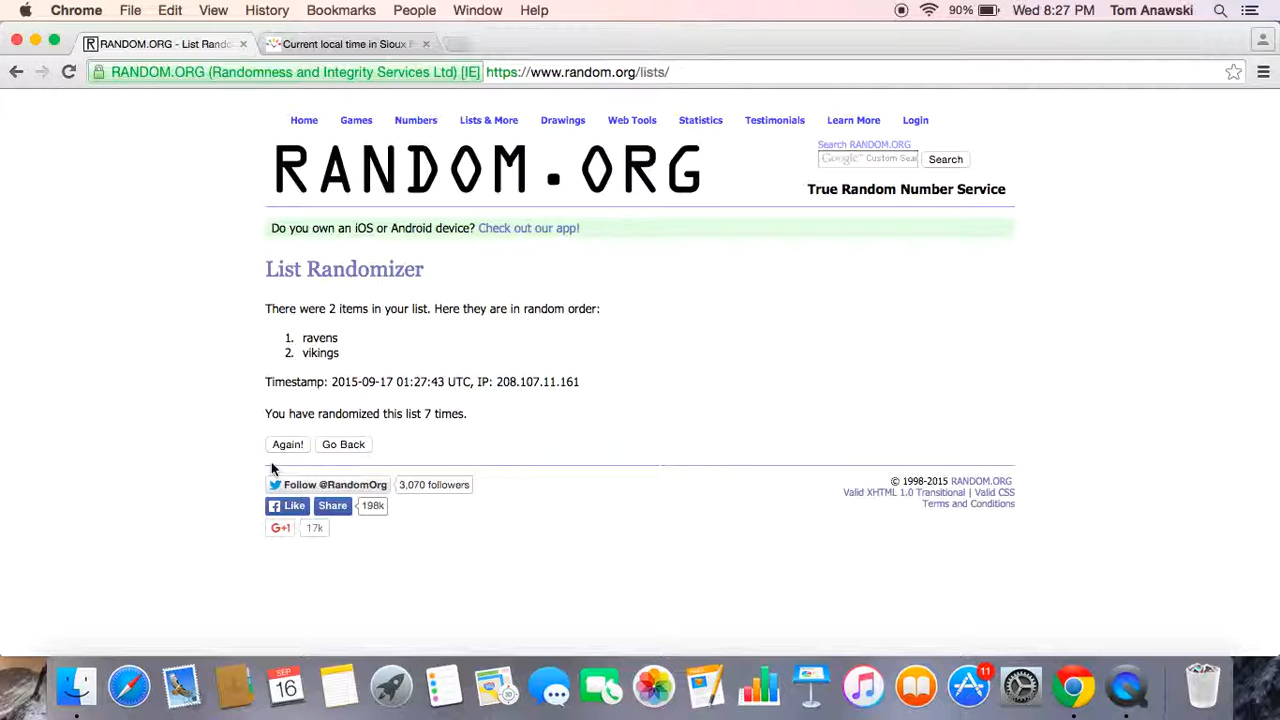 Chrome File Edit View History Bookmarks People Window Help 90% Wed 8:27 PM Tom Anawski
RANDOM.ORG - List Rando Current local time in Sioux F
RANDOM.ORG (Randomness and Integrity Services Ltd) [IE] https://www.random.org/lists/
Home Games Numbers Lists & More Drawings Web Tools Statistics Testimonials Learn More Login
RANDOM.ORG
Search RANDOM.ORG
Google™ Custom Sea Search
True Random Number Service
Do you own an iOS or Android device? Check out our app!
List Randomizer
There were 2 items in your list. Here they are in random order:
1. ravens
2. vikings
Timestamp: 2015-09-17 01:27:43 UTC, IP: 208.107.11.161
You have randomized this list 7 times.
Again! Go Back
Follow @RandomOrg 3,070 followers
Like Share 198k
G+1 17k
© 1998-2015 RANDOM.ORG
Valid XHTML 1.0 Transitional | Valid CSS
Terms and Conditions
SEP
16
11